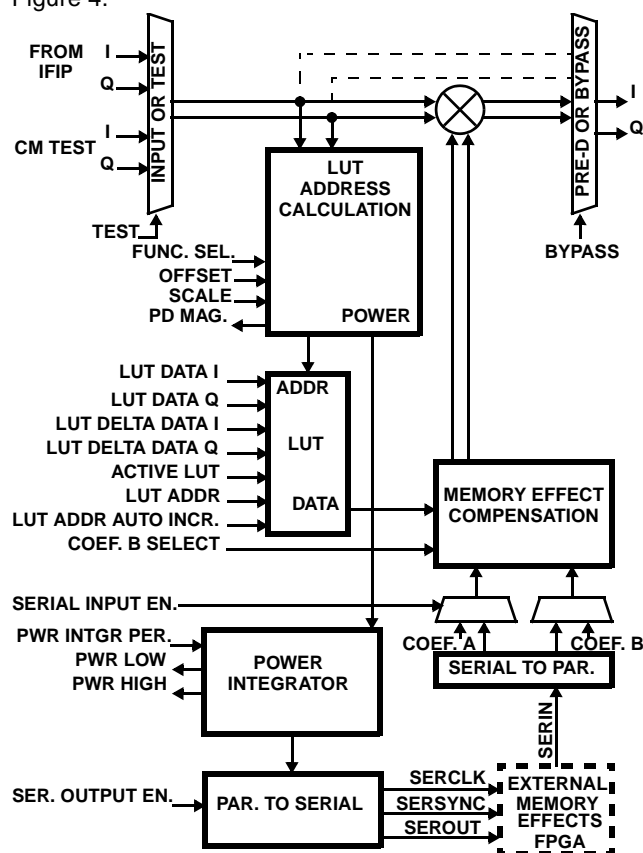 Figure 4.
FROM
IFIP
I
Q
CM TEST
I
Q
INPUT OR TEST
TEST
PRE-D OR BYPASS
I
Q
BYPASS
LUT
ADDRESS
CALCULATION
POWER
FUNC. SEL.
OFFSET
SCALE
PD MAG.
LUT DATA I
LUT DATA Q
LUT DELTA DATA I
LUT DELTA DATA Q
ACTIVE LUT
LUT ADDR
LUT ADDR AUTO INCR.
COEF. B SELECT
ADDR
LUT
DATA
MEMORY EFFECT
COMPENSATION
SERIAL INPUT EN.
COEF. A
COEF. B
SERIAL TO PAR.
PWR INTGR PER.
PWR LOW
PWR HIGH
POWER
INTEGRATOR
SERIN
SER. OUTPUT EN.
PAR. TO SERIAL
SERCLK
SERSYNC
SEROUT
EXTERNAL
MEMORY
EFFECTS
FPGA